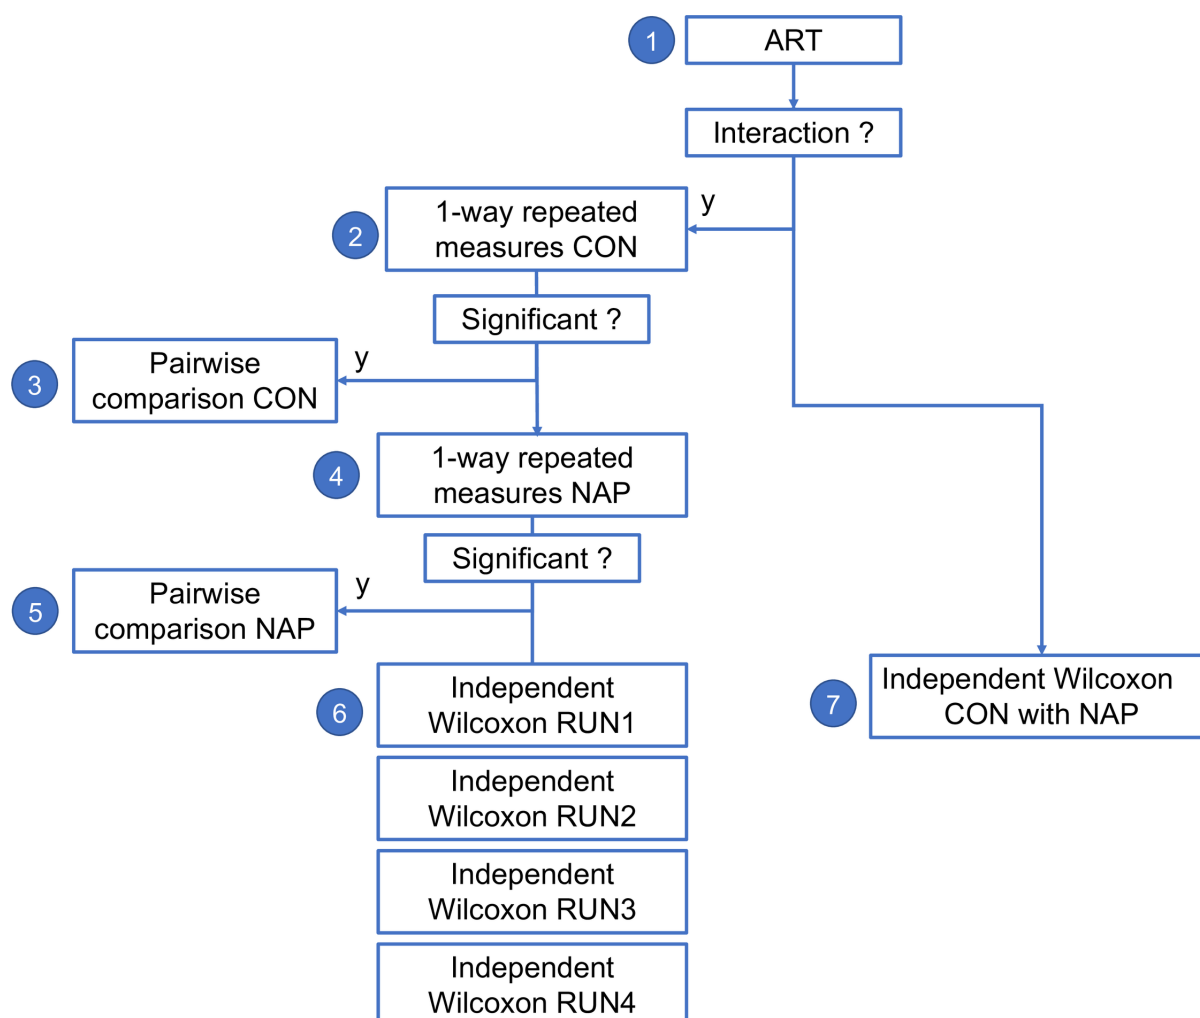 1
ART
Interaction ?
y
2
1-way repeated
measures CON
Significant ?
y
3
Pairwise
comparison CON
4
1-way repeated
measures NAP
Significant ?
y
5
Pairwise
comparison NAP
6
Independent
Wilcoxon RUN1
Independent
Wilcoxon RUN2
Independent
Wilcoxon RUN3
Independent
Wilcoxon RUN4
7
Independent Wilcoxon
CON with NAP